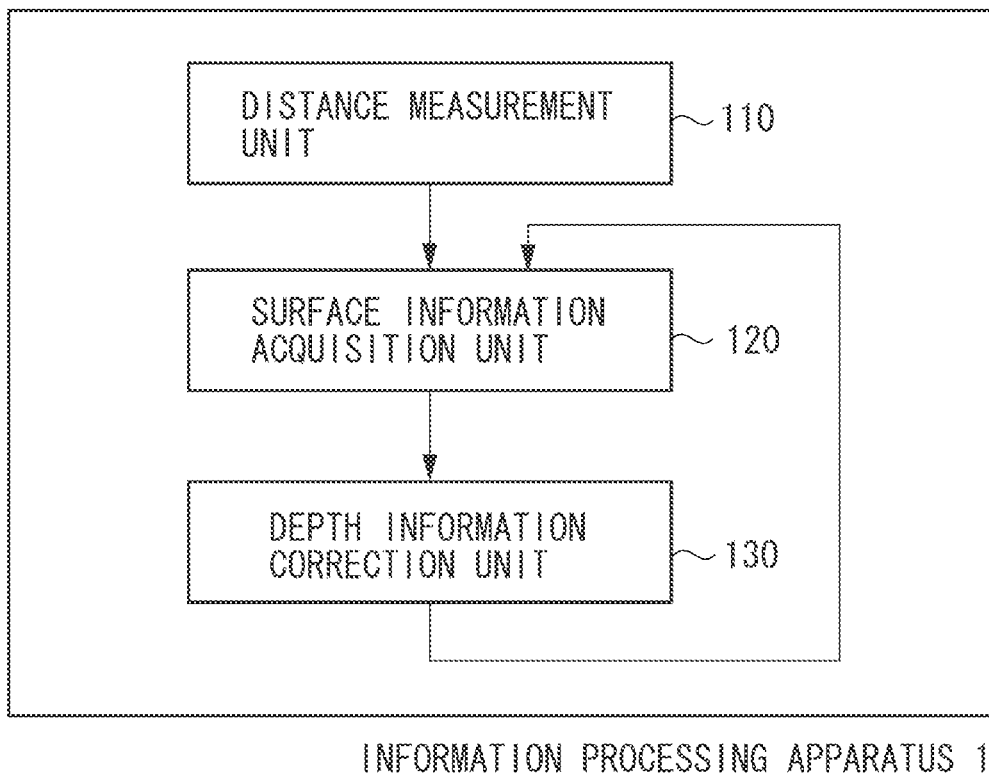 DISTANCE MEASUREMENT
UNIT
110
SURFACE INFORMATION
ACQUISITION UNIT
120
DEPTH INFORMATION
CORRECTION UNIT
130
INFORMATION PROCESSING APPARATUS 1